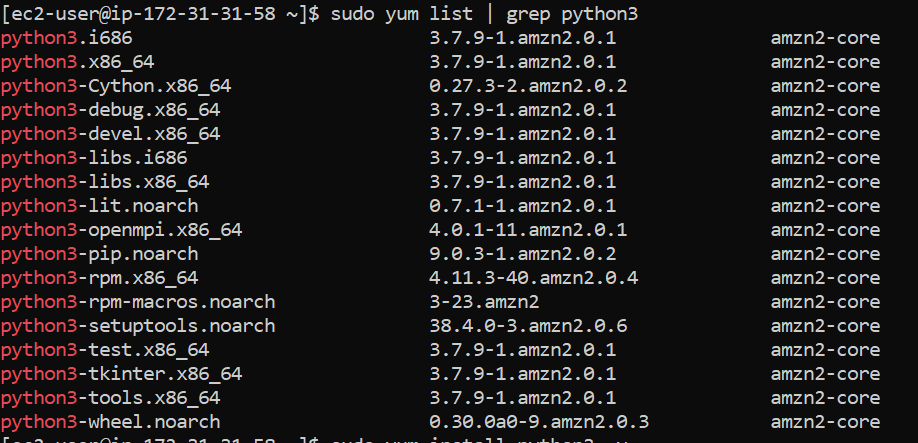 [ec2-user@ip-172-31-31-58 ~]$ sudo yum list | grep python3
python3.i686 3.7.9-1.amzn2.0.1 amzn2-core
python3.x86_64 3.7.9-1.amzn2.0.1 amzn2-core
python3-Cython.x86_64 0.27.3-2.amzn2.0.2 amzn2-core
python3-debug.x86_64 3.7.9-1.amzn2.0.1 amzn2-core
python3-devel.x86_64 3.7.9-1.amzn2.0.1 amzn2-core
python3-libs.i686 3.7.9-1.amzn2.0.1 amzn2-core
python3-libs.x86_64 3.7.9-1.amzn2.0.1 amzn2-core
python3-lit.noarch 0.7.1-1.amzn2.0.1 amzn2-core
python3-openmpi.x86_64 4.0.1-11.amzn2.0.1 amzn2-core
python3-pip.noarch 9.0.3-1.amzn2.0.2 amzn2-core
python3-rpm.x86_64 4.11.3-40.amzn2.0.4 amzn2-core
python3-rpm-macros.noarch 3-23.amzn2 amzn2-core
python3-setuptools.noarch 38.4.0-3.amzn2.0.6 amzn2-core
python3-test.x86_64 3.7.9-1.amzn2.0.1 amzn2-core
python3-tkinter.x86_64 3.7.9-1.amzn2.0.1 amzn2-core
python3-tools.x86_64 3.7.9-1.amzn2.0.1 amzn2-core
python3-wheel.noarch 0.30.0a0-9.amzn2.0.3 amzn2-core
[ec2-user@ip-172-31-31-58 ~]$ sudo yum install python3